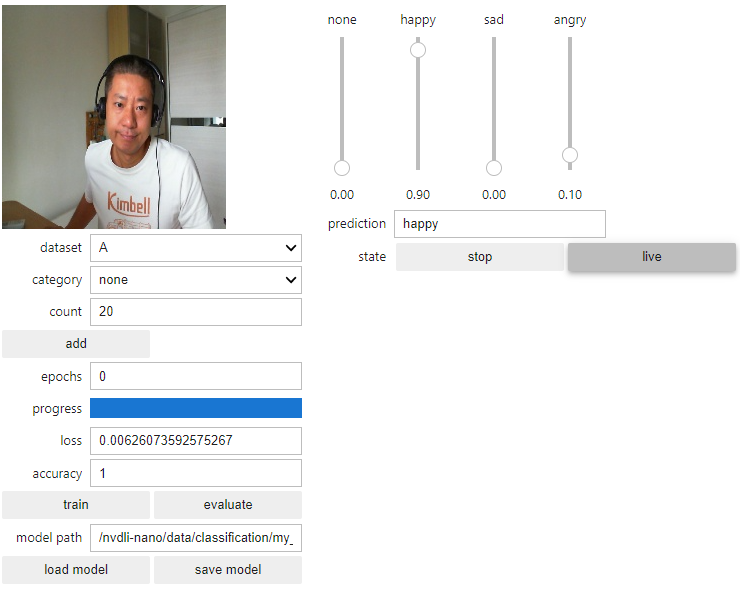 none happy sad angry
0.00 0.90 0.00 0.10
prediction happy
state stop live
Kimbell
dataset A
category none
count 20
add
epochs 0
progress
loss 0.00626073592575267
accuracy 1
train evaluate
model path /nvdli-nano/data/classification/my_
load model save model